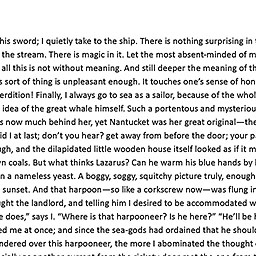 his sword; I quietly take to the ship. There is nothing surprising in
the stream. There is magic in it. Let the most absent-minded of m
all this is not without meaning. And still deeper the meaning of th
s sort of thing is unpleasant enough. It touches one's sense of hon
erdition! Finally, I always go to sea as a sailor, because of the whol
idea of the great whale himself. Such a portentous and mysteriou
s now much behind her, yet Nantucket was her great original—the
id I at last; don't you hear? get away from before the door; your pa
ugh, and the dilapidated little wooden house itself looked as if it m
n coals. But what thinks Lazarus? Can he warm his blue hands by
n a nameless yeast. A boggy, soggy, squitchy picture truly, enough
sunset. And that harpoon—so like a corkscrew now—was flung in
ught the landlord, and telling him I desired to be accommodated w
e does," says I. "Where is that harpooneer? Is he here?" "He'll be h
ed me at once; and since the sea-gods had ordained that he should
ndered over this harpooneer, the more I abominated the thought